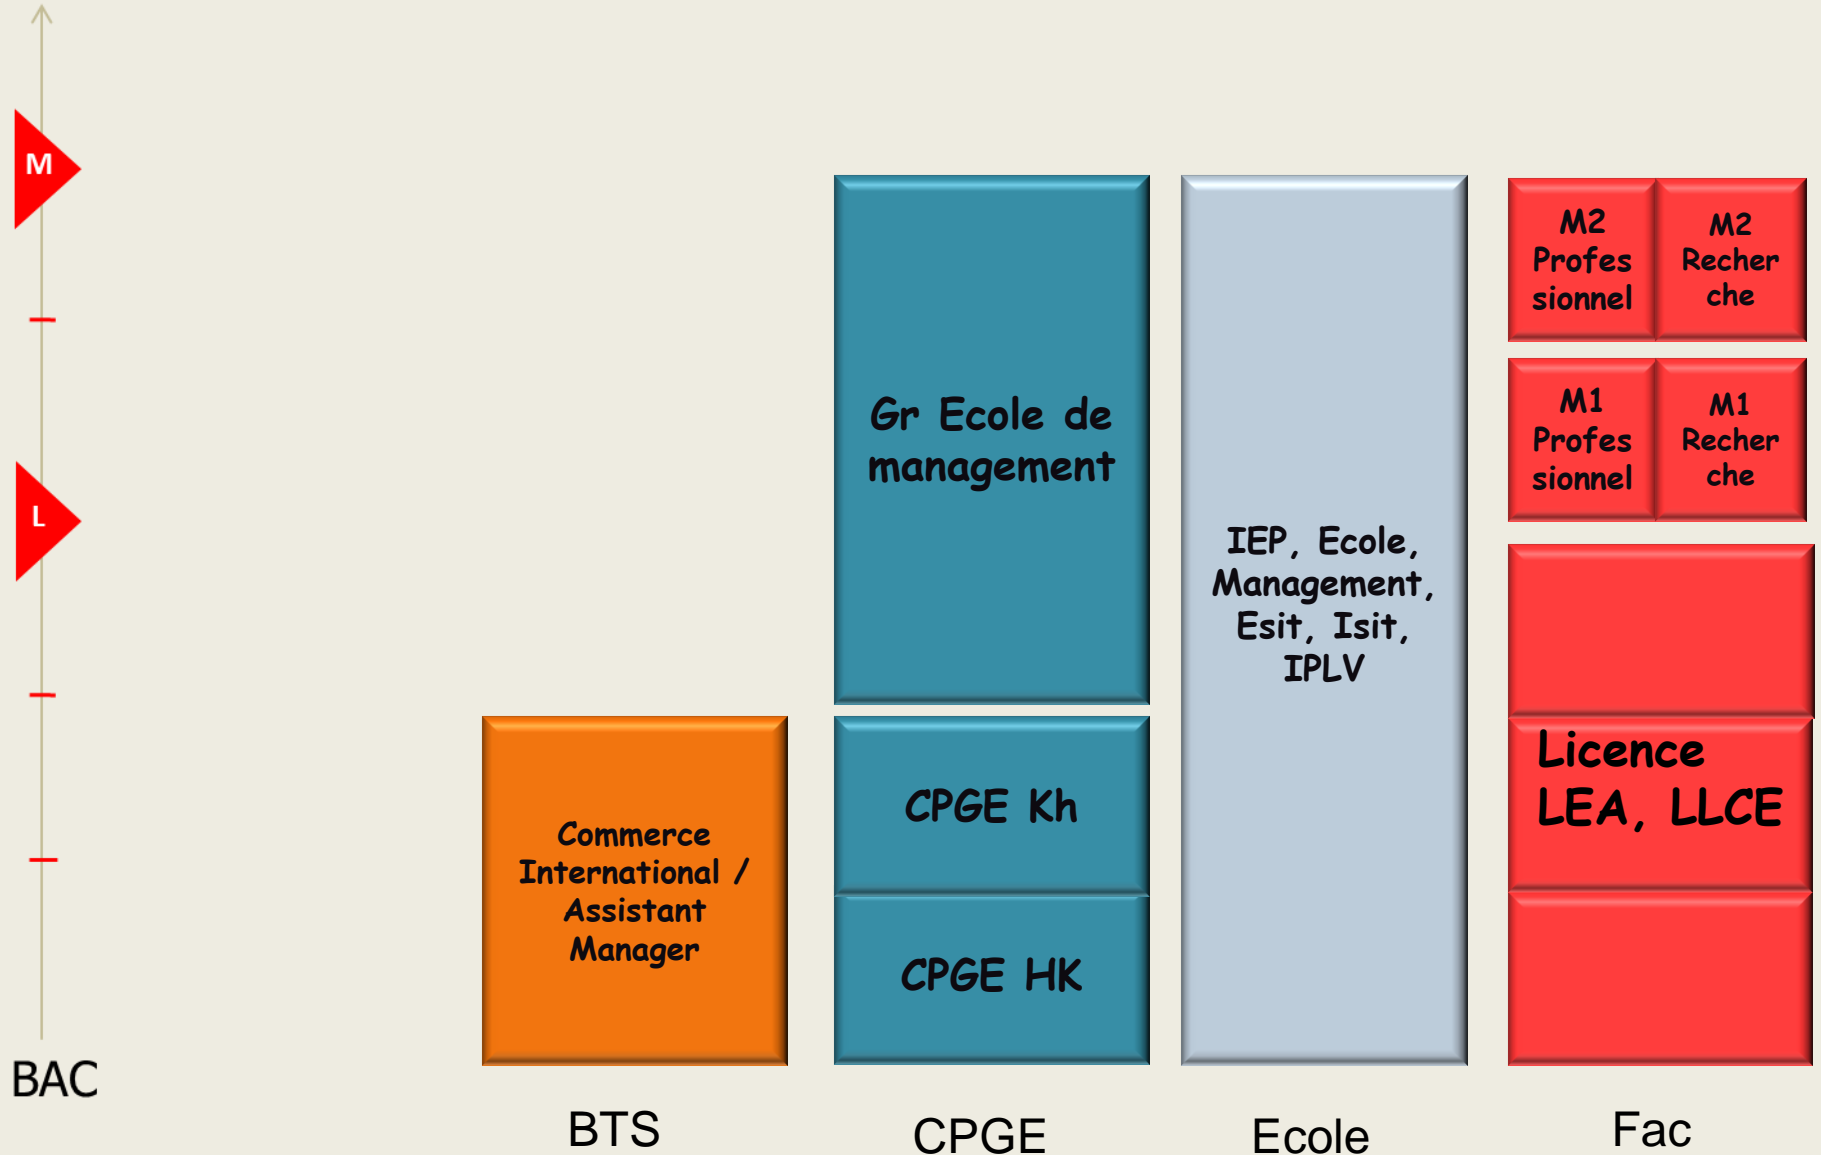 M
L
BAC
Commerce
International /
Assistant
Manager
BTS
Gr Ecole de
management
CPGE Kh
CPGE HK
CPGE
IEP, Ecole,
Management,
Esit, Isit,
IPLV
Ecole
M2
Profes
sionnel
M2
Recher
che
M1
Profes
sionnel
M1
Recher
che
Licence
LEA, LLCE
Fac